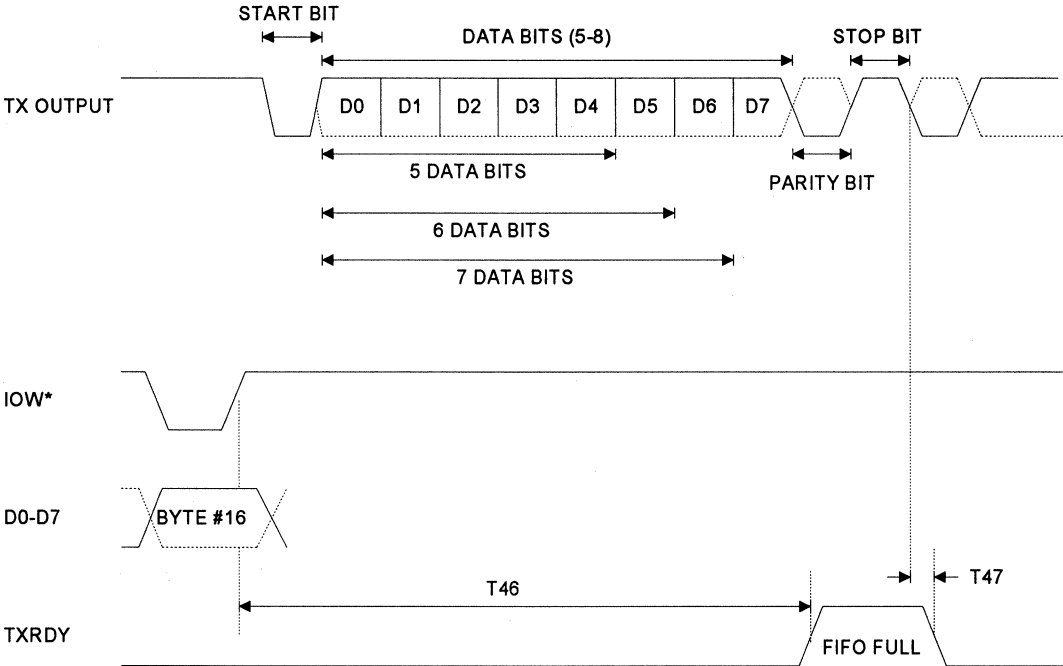 START BIT
DATA BITS (5-8)
STOP BIT
TX OUTPUT
D0 D1 D2 D3 D4 D5 D6 D7
5 DATA BITS
PARITY BIT
6 DATA BITS
7 DATA BITS
IOW*
D0-D7
BYTE #16
T46
T47
TXRDY
FIFO FULL